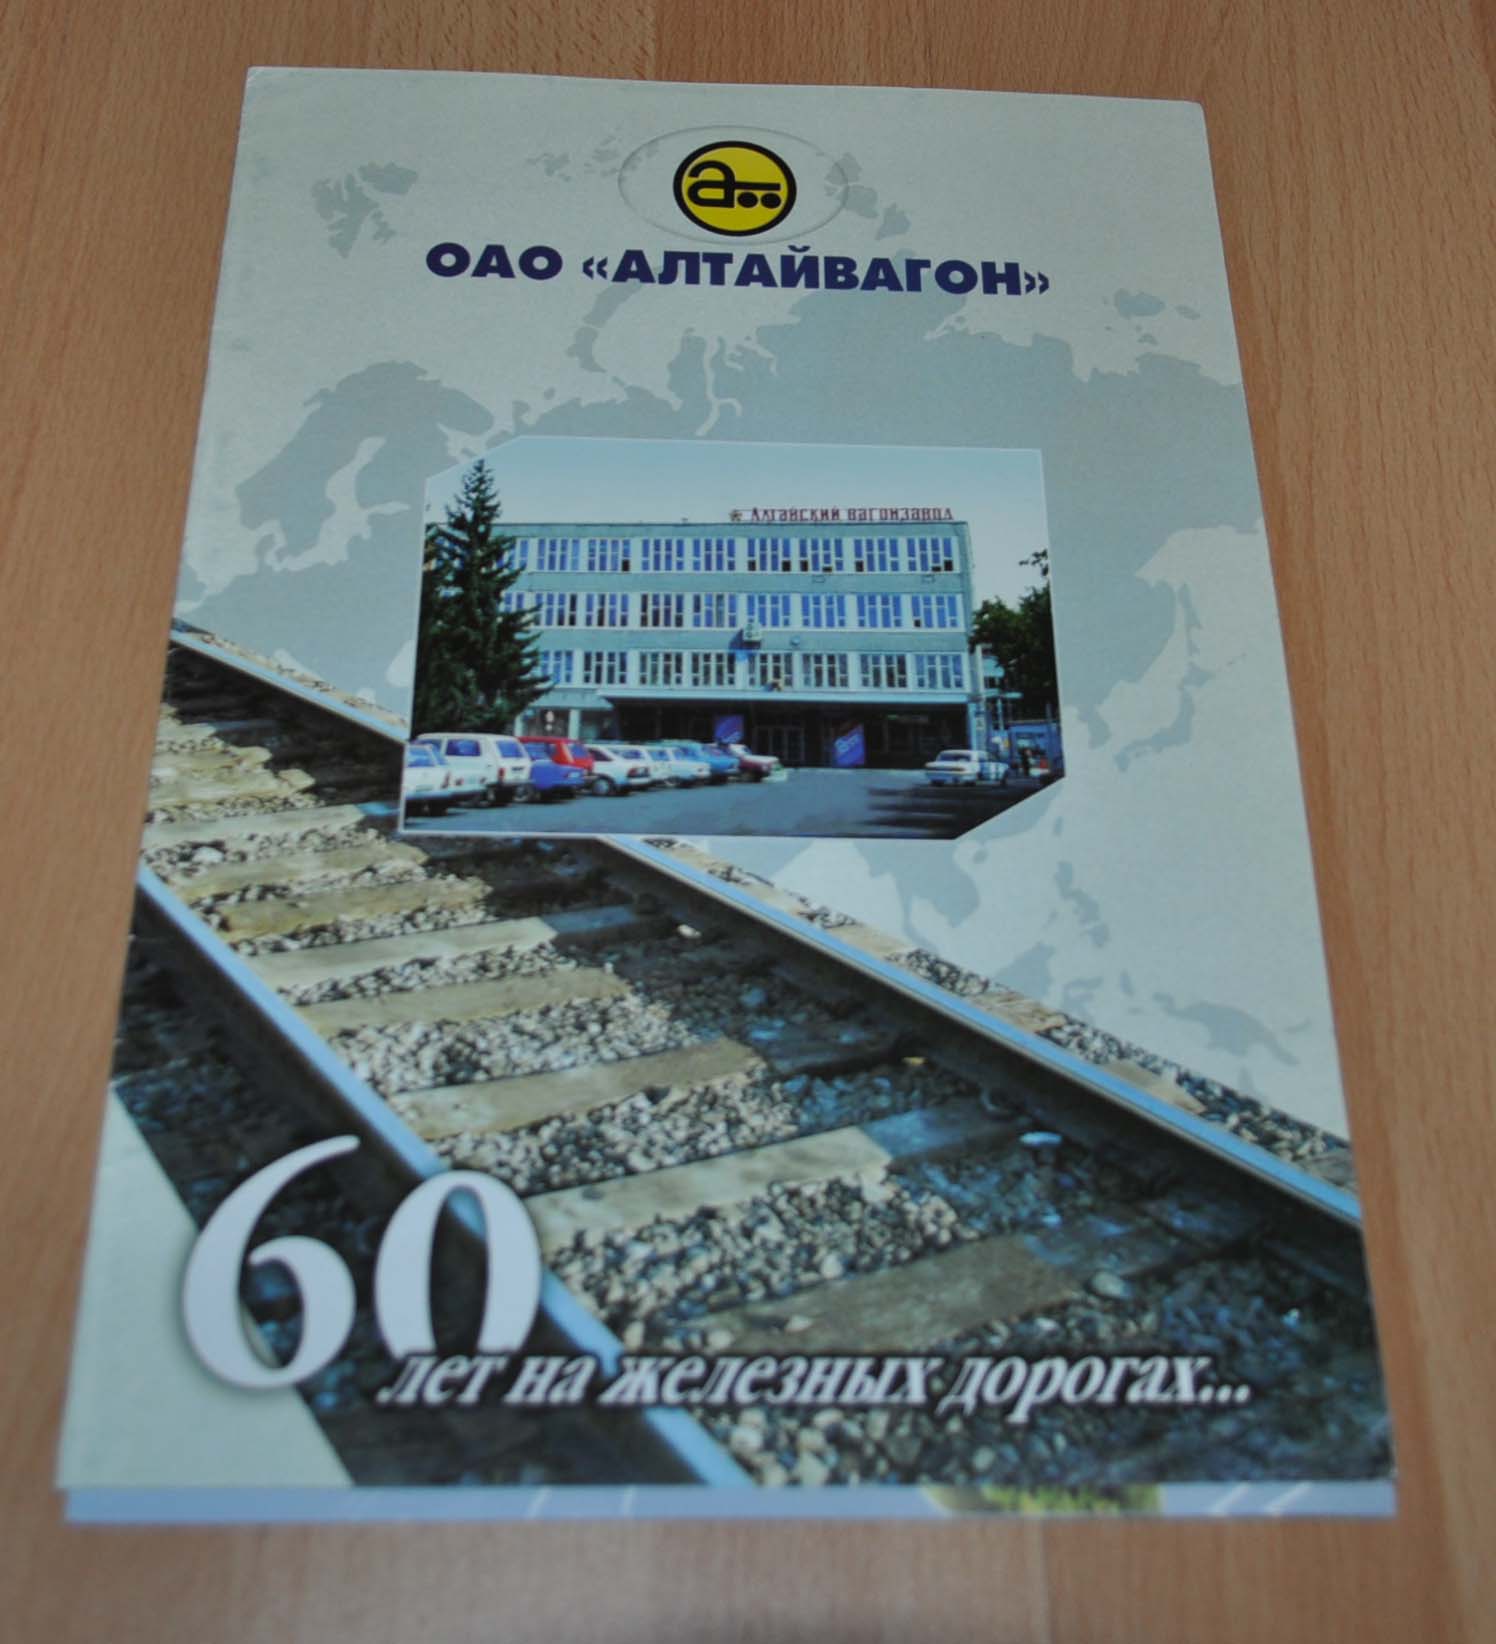 ОАО «АЛТАЙВАГОН»
Алтайский вагонзавод
60
лет на железных дорогах...